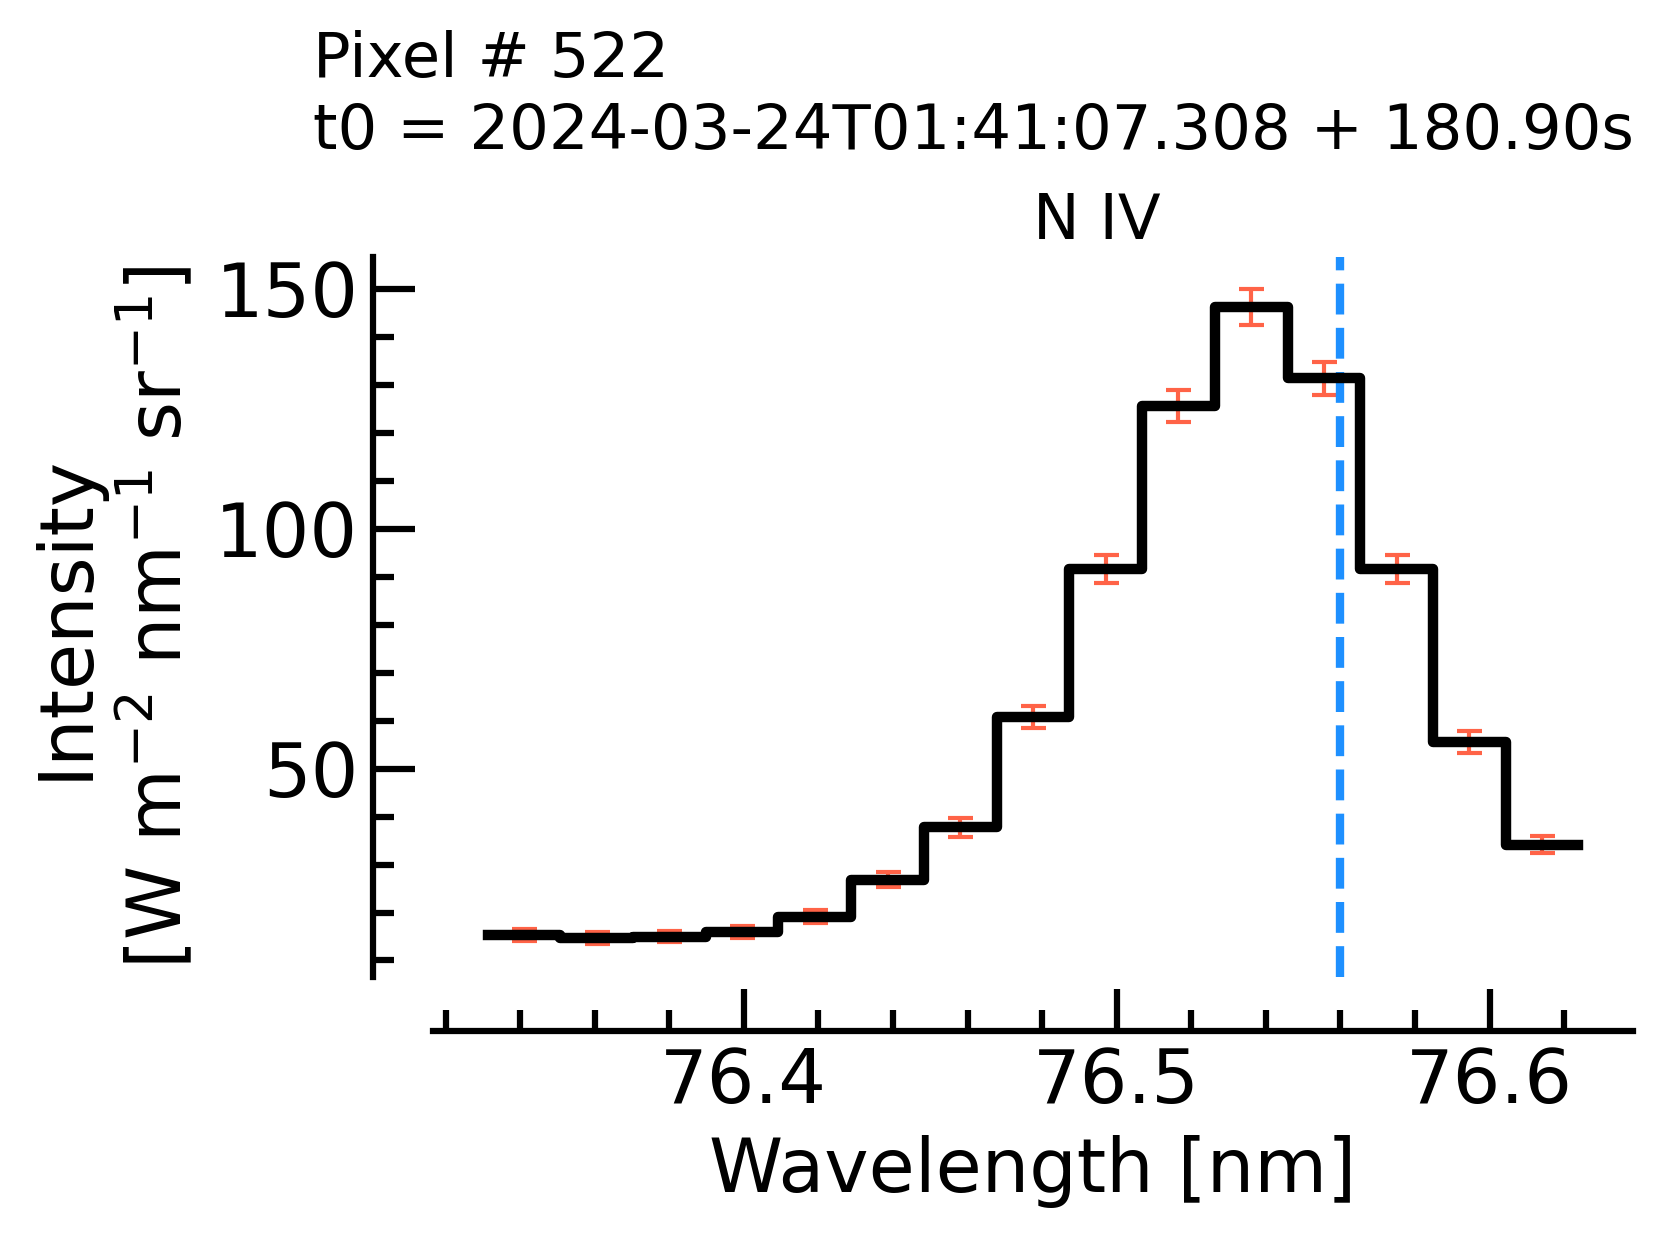 Pixel # 522
t0 = 2024-03-24T01:41:07.308 + 180.90s
N IV
Intensity
[W m⁻² nm⁻¹ sr⁻¹]
150
100
50
76.4 76.5 76.6
Wavelength [nm]